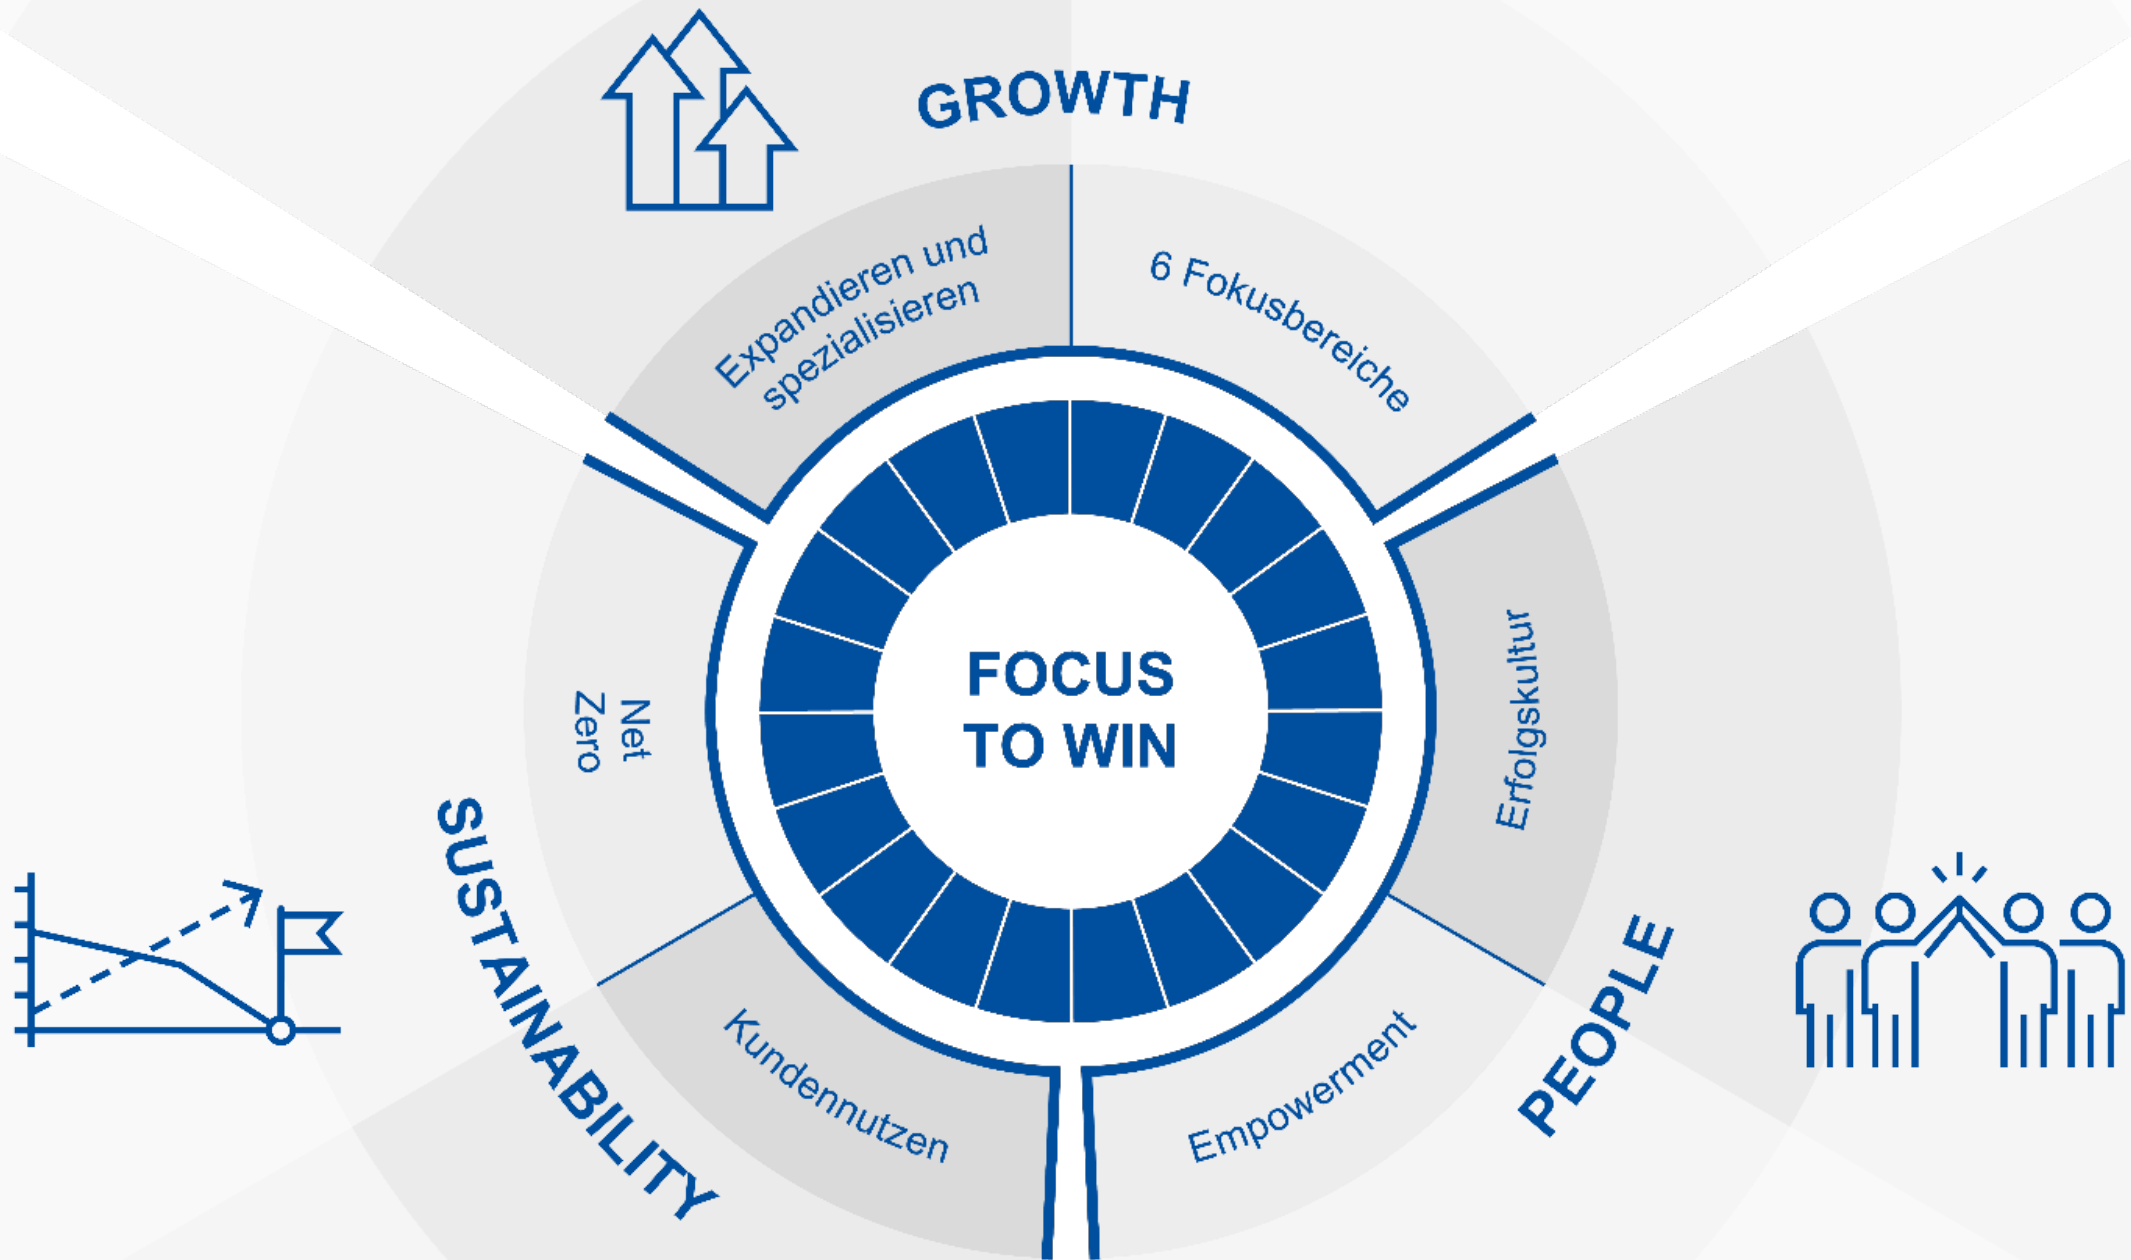 GROWTH
Expandieren und
spezialisieren
6 Fokusbereiche
FOCUS
TO WIN
Erfolgskultur
Empowerment
PEOPLE
Net
Zero
Kundennutzen
SUSTAINABILITY